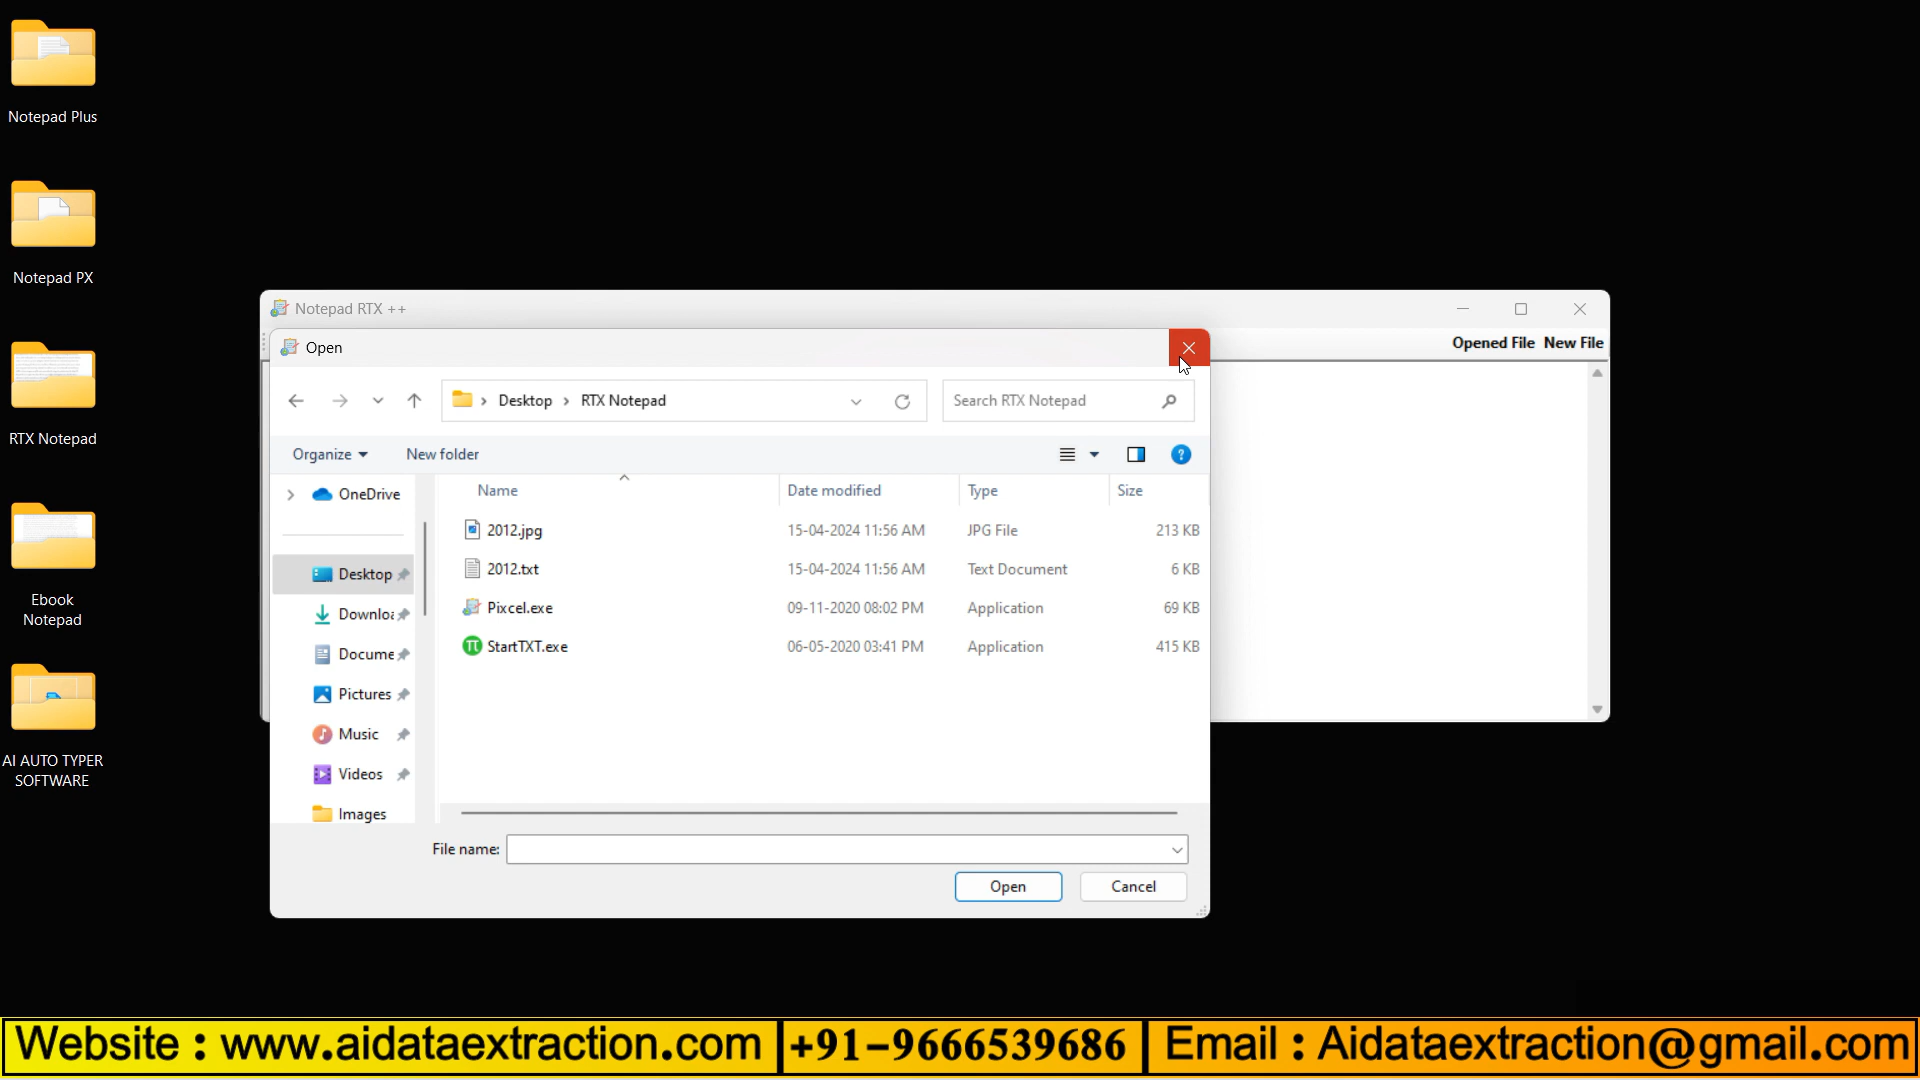 Notepad Plus
Notepad PX
RTX Notepad
Ebook
Notepad
AI AUTO TYPER
SOFTWARE
Notepad RTX ++
Opened File New File
Open
Desktop > RTX Notepad
Search RTX Notepad
Organize New folder
OneDrive
Desktop
Downloa
Docume
Pictures
Music
Videos
Images
Name Date modified Type Size
2012.jpg 15-04-2024 11:56 AM JPG File 213 KB
2012.txt 15-04-2024 11:56 AM Text Document 6 KB
Pixcel.exe 09-11-2020 08:02 PM Application 69 KB
StartTXT.exe 06-05-2020 03:41 PM Application 415 KB
File name:
Open Cancel
Website : www.aidataextraction.com +91-9666539686 Email : Aidataextraction@gmail.com